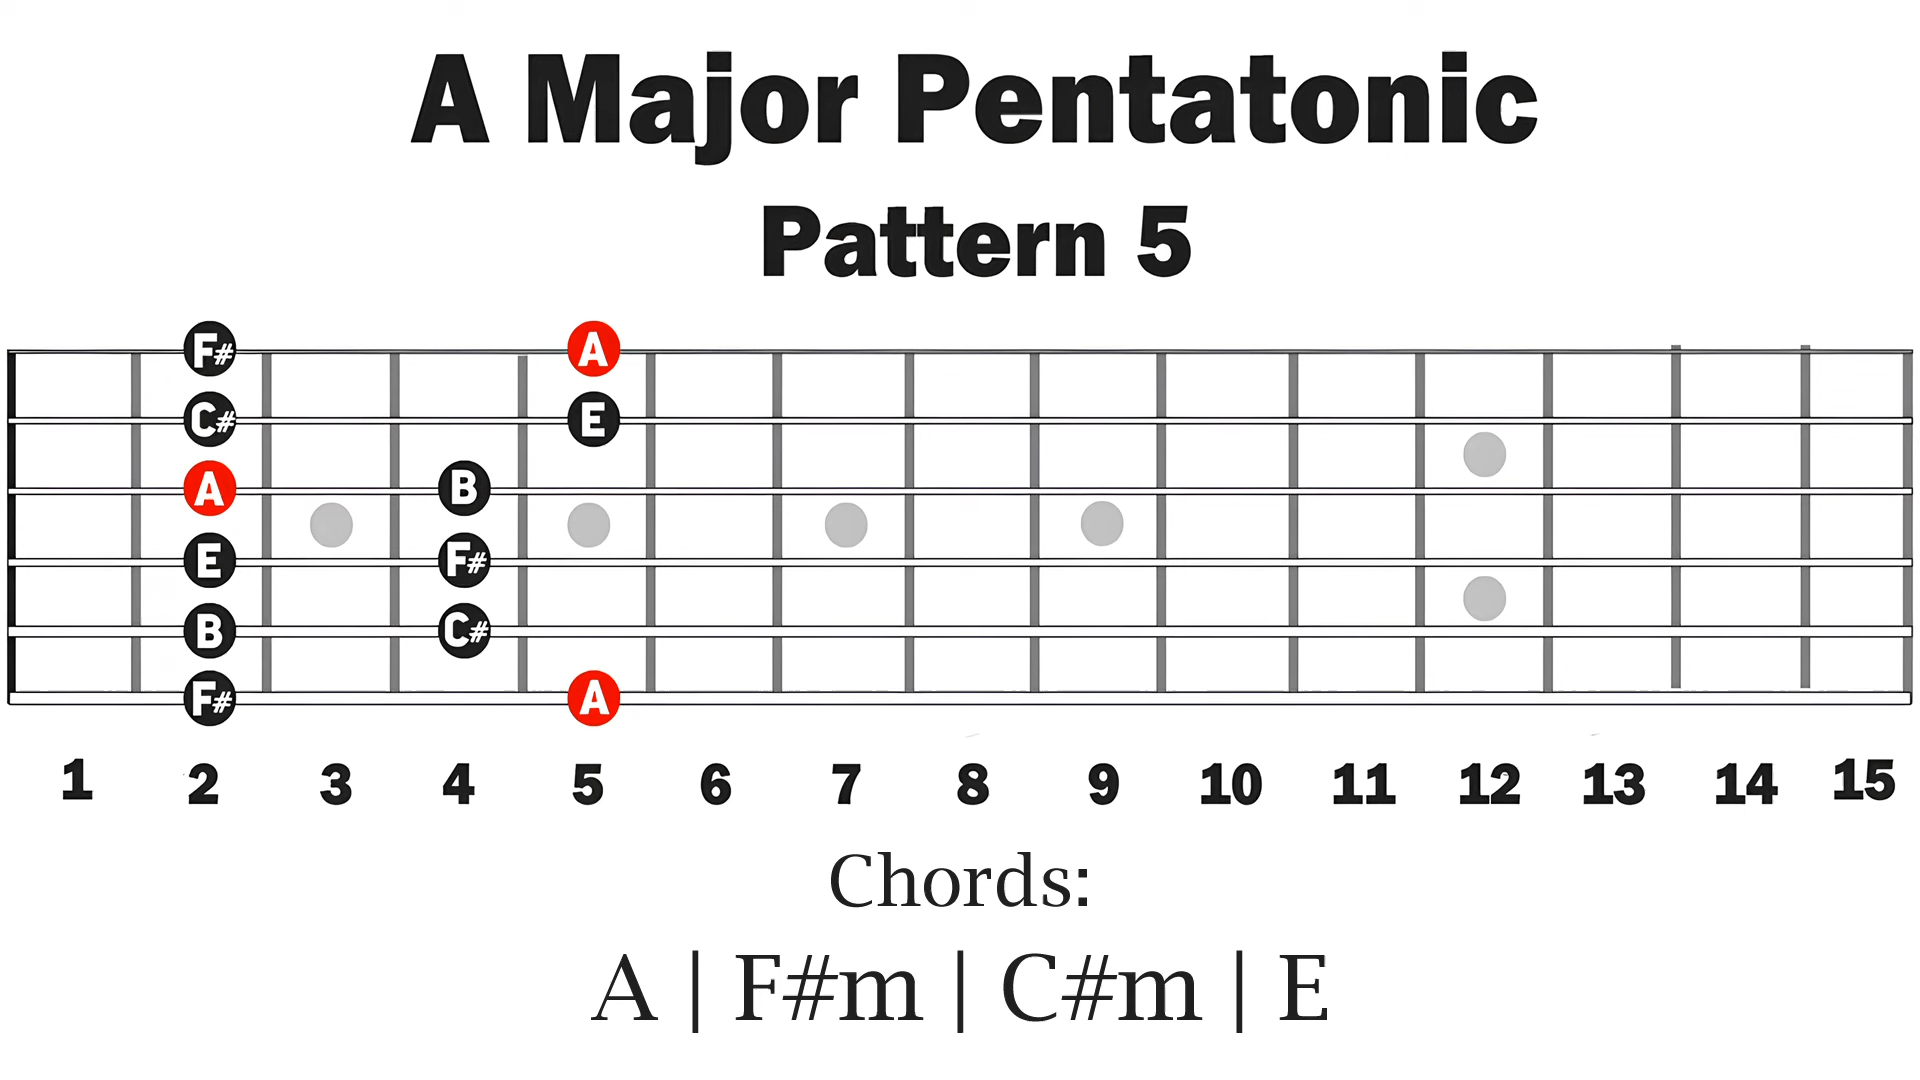 A Major Pentatonic
Pattern 5
F# A
C# E
A B
E F#
B C#
F# A
1 2 3 4 5 6 7 8 9 10 11 12 13 14 15
Chords:
A | F#m | C#m | E